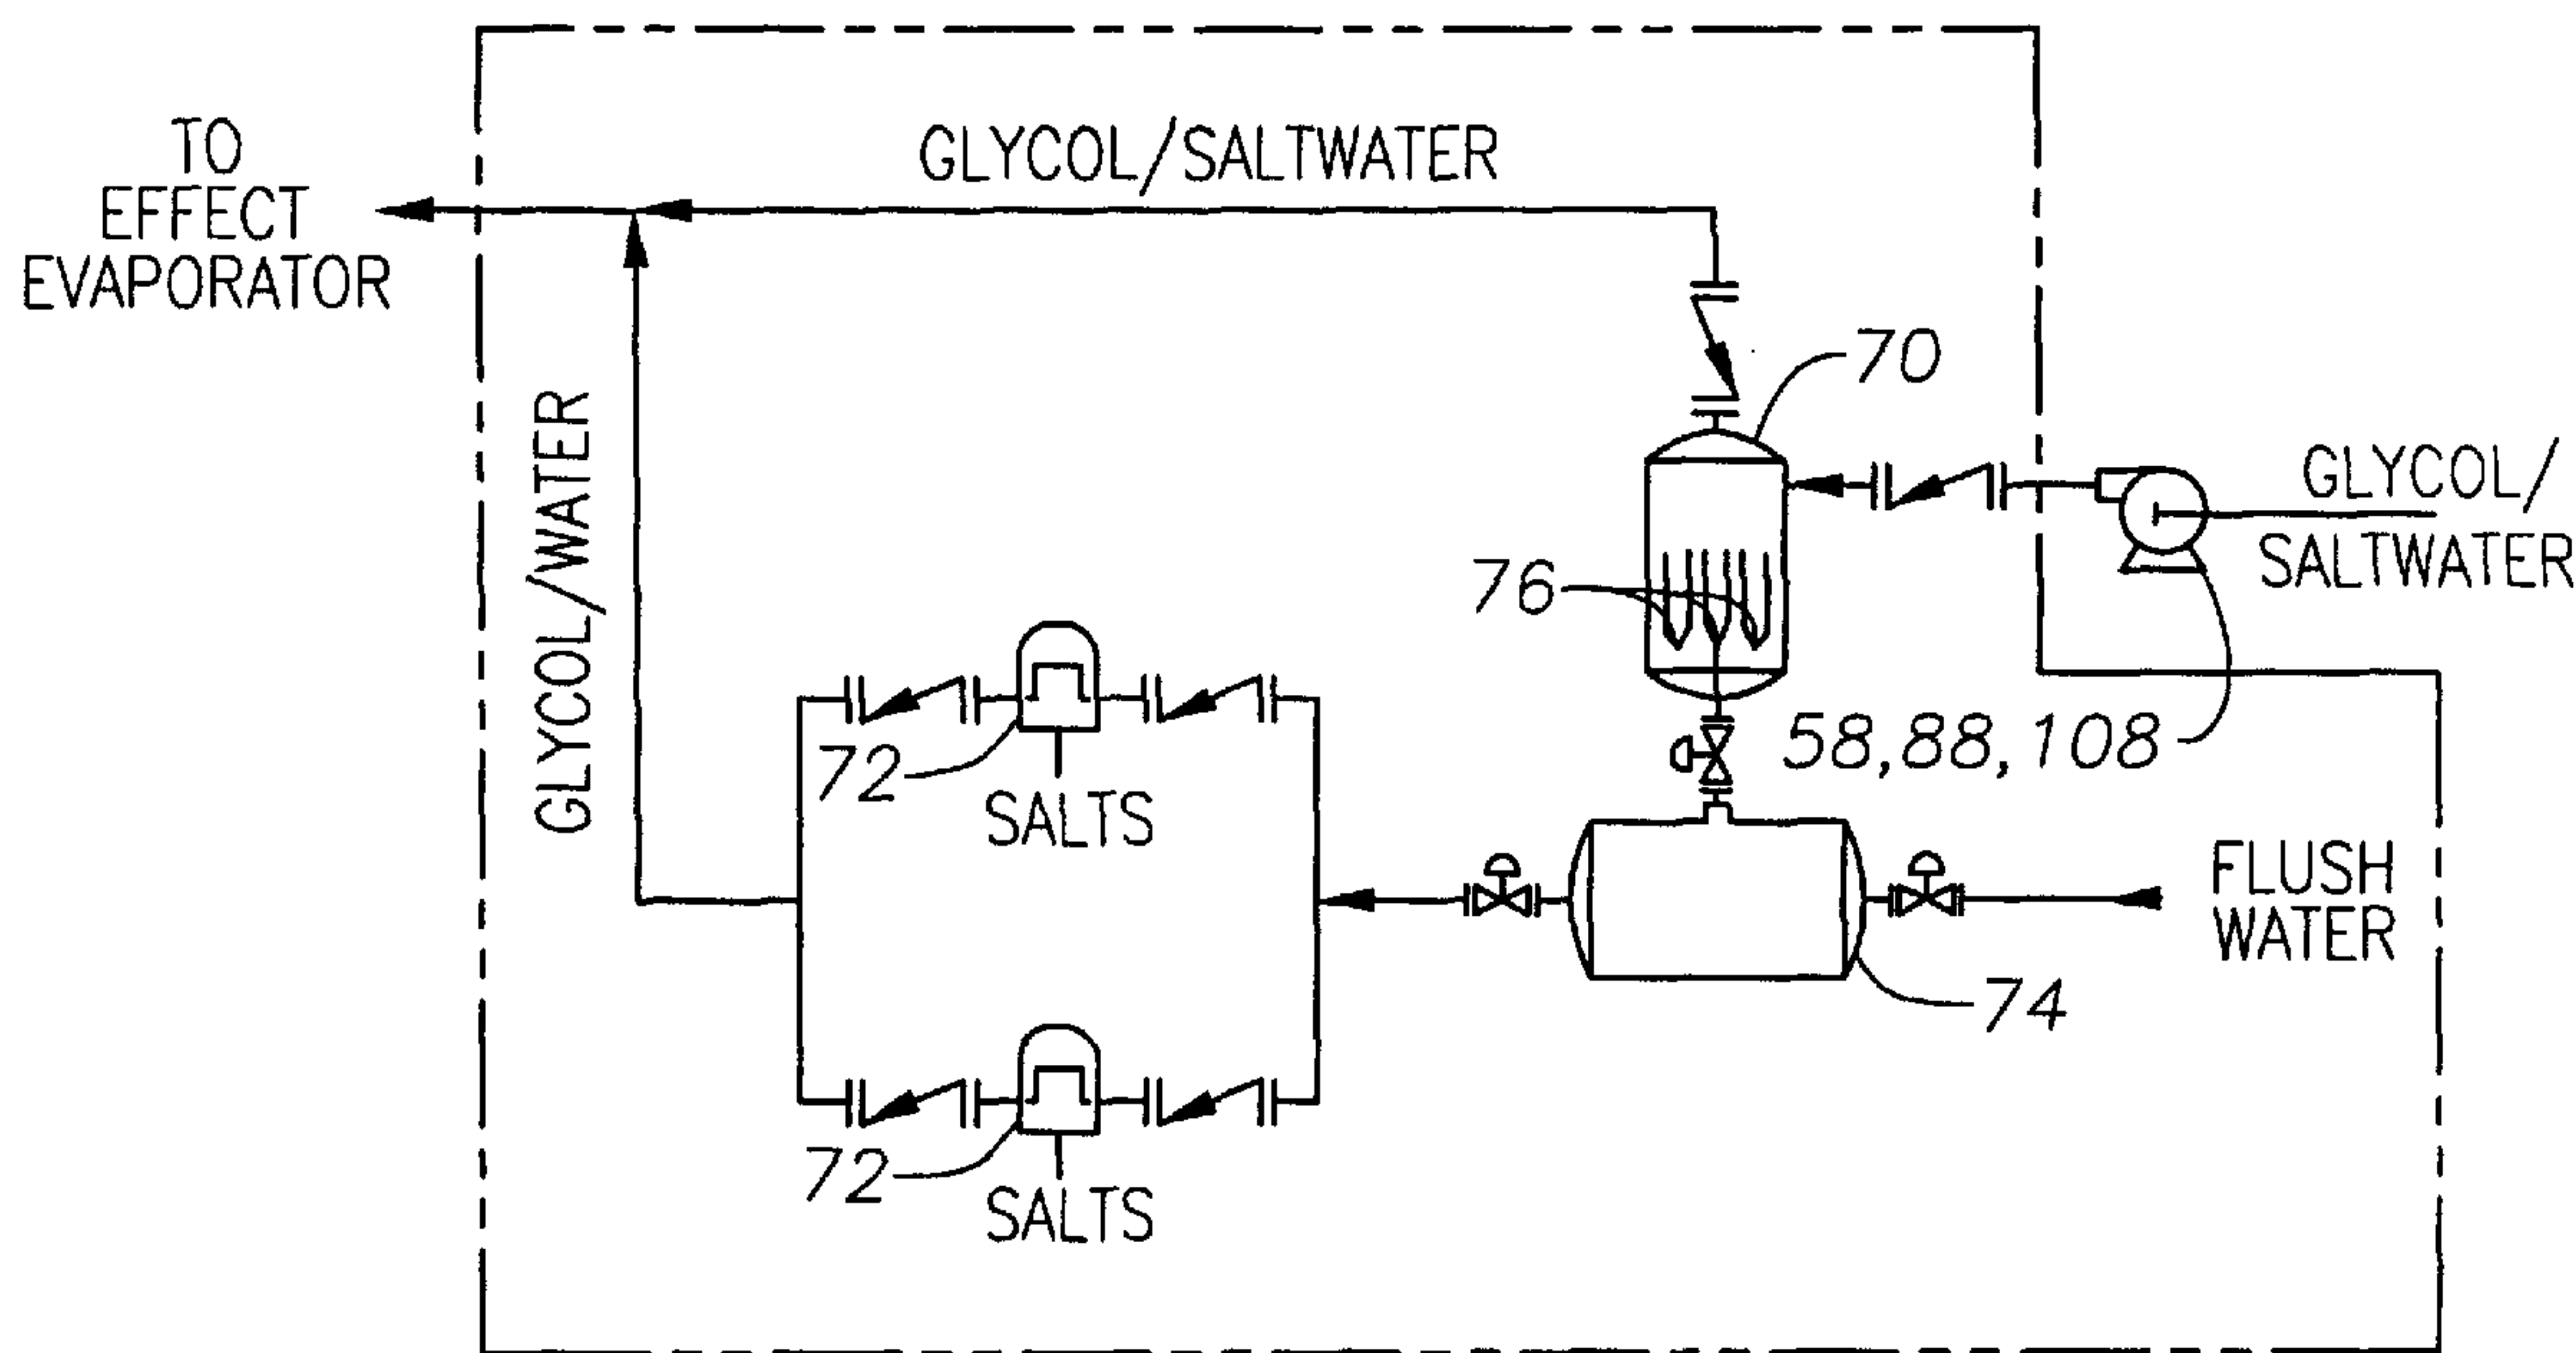 TO
EFFECT
EVAPORATOR
GLYCOL/SALTWATER
70
GLYCOL/
SALTWATER
GLYCOL/WATER
76
72
SALTS
58,88,108
FLUSH
WATER
74
72
SALTS